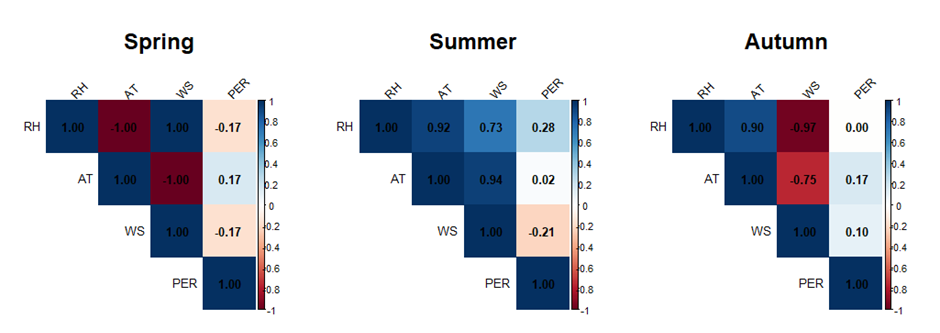 Spring
RH AT WS PER
RH 1.00 -1.00 1.00 -0.17
AT 1.00 -1.00 0.17
WS 1.00 -0.17
PER 1.00
1
0.8
0.6
0.4
0.2
0
-0.2
-0.4
-0.6
-0.8
-1
Summer
RH AT WS PER
RH 1.00 0.92 0.73 0.28
AT 1.00 0.94 0.02
WS 1.00 -0.21
PER 1.00
1
0.8
0.6
0.4
0.2
0
-0.2
-0.4
-0.6
-0.8
-1
Autumn
RH AT WS PER
RH 1.00 0.90 -0.97 0.00
AT 1.00 -0.75 0.17
WS 1.00 0.10
PER 1.00
1
0.8
0.6
0.4
0.2
0
-0.2
-0.4
-0.6
-0.8
-1